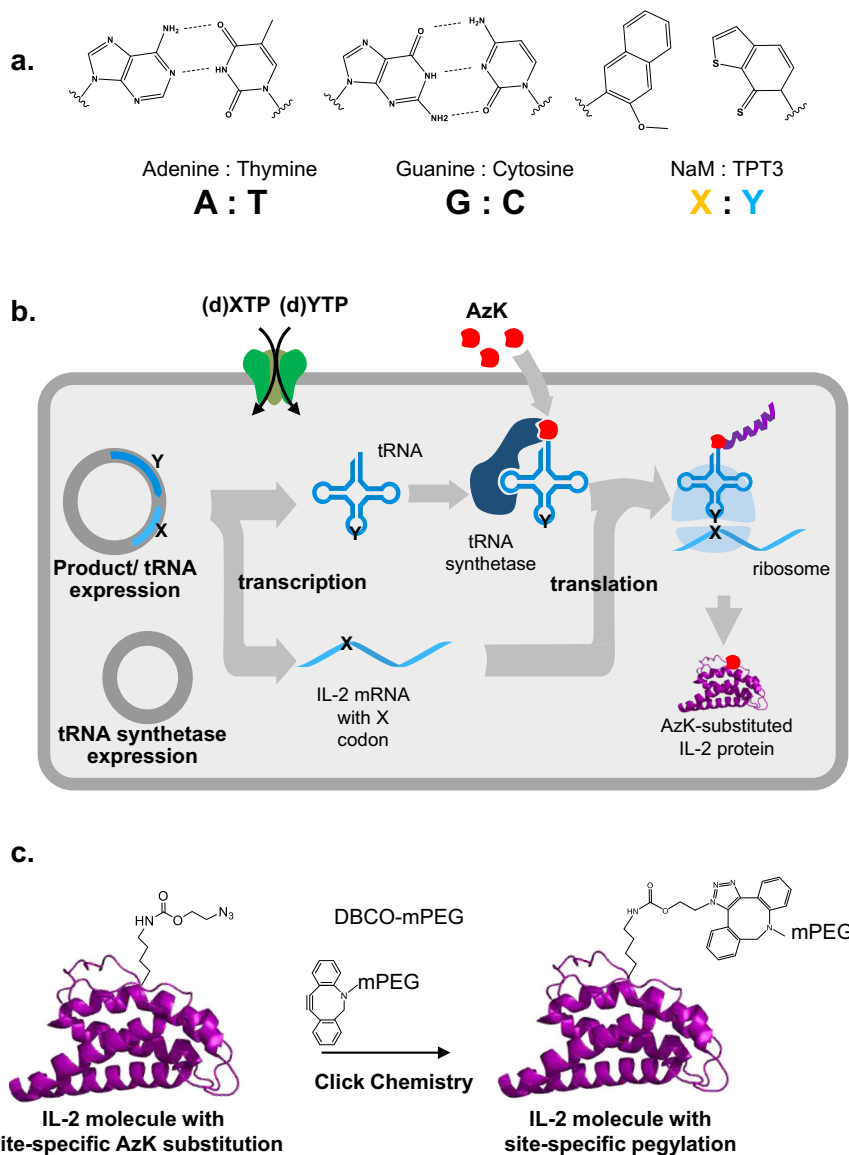 a.
NH₂
N
N
N
N
O
HN
N
O
O
N
N
NH
N
NH2
H₂N
N
N
O
O
S
S
Adenine : Thymine
A : T
Guanine : Cytosine
G : C
NaM : TPT3
X : Y
b.
(d)XTP (d)YTP
AzK
Y
X
Product/ tRNA
expression
tRNA synthetase
expression
transcription
tRNA
Y
X
IL-2 mRNA
with X
codon
Y
tRNA
synthetase
translation
Y
X
ribosome
AzK-substituted
IL-2 protein
c.
O
HN
O
N₃
IL-2 molecule with
ite-specific AzK substitution
DBCO-mPEG
mPEG
N
Click Chemistry
O
HN
O
N
N
N
N
mPEG
IL-2 molecule with
site-specific pegylation